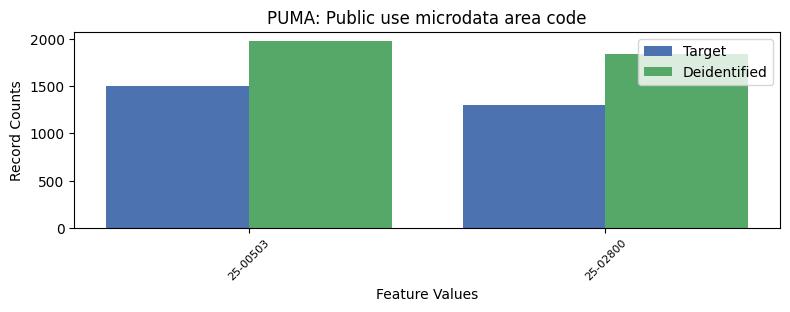 PUMA: Public use microdata area code
Record Counts
2000
1500
1000
500
0
Target
Deidentified
25-00503
25-02800
Feature Values